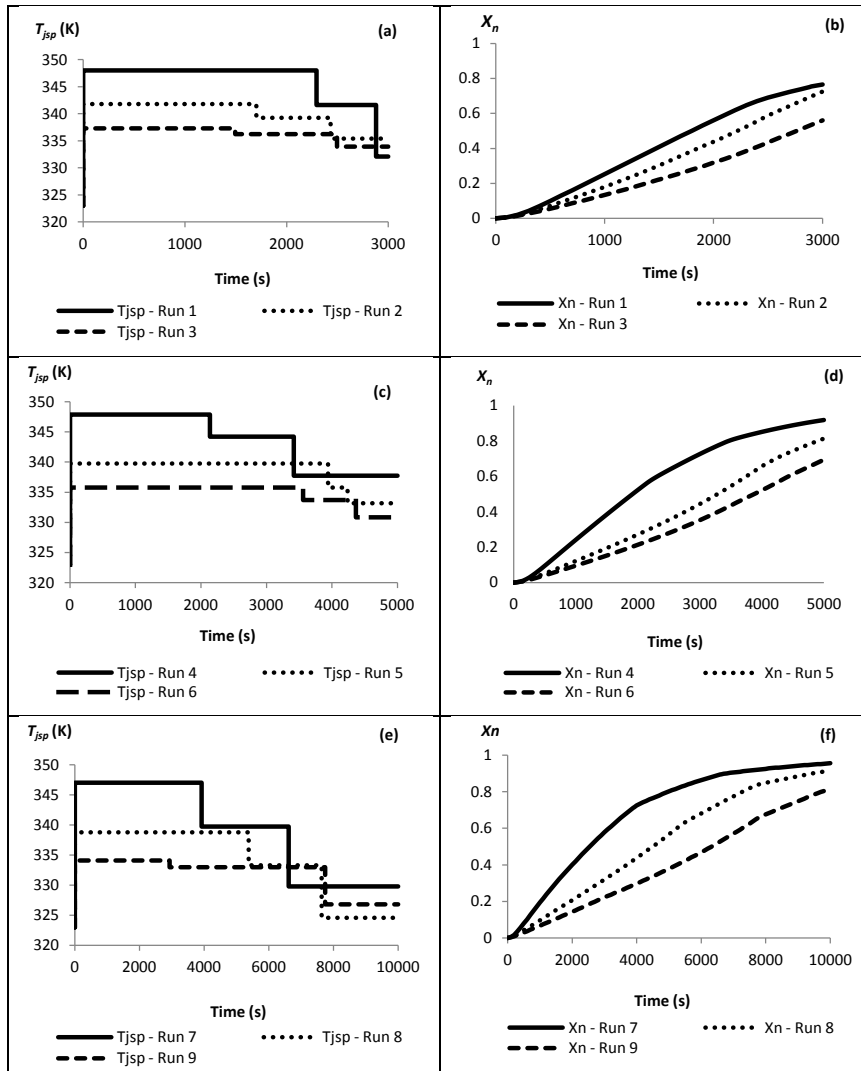 T_jsp (K)
(a)
350
345
340
335
330
325
320
0 1000 2000 3000
Time (s)
Tjsp - Run 1 Tjsp - Run 2
Tjsp - Run 3
X_n
(b)
1
0.8
0.6
0.4
0.2
0
0 1000 2000 3000
Time (s)
Xn - Run 1 Xn - Run 2
Xn - Run 3
T_jsp (K)
(c)
350
345
340
335
330
325
320
0 1000 2000 3000 4000 5000
Time (s)
Tjsp - Run 4 Tjsp - Run 5
Tjsp - Run 6
X_n
(d)
1
0.8
0.6
0.4
0.2
0
0 1000 2000 3000 4000 5000
Time (s)
Xn - Run 4 Xn - Run 5
Xn - Run 6
T_jsp (K)
(e)
350
345
340
335
330
325
320
0 2000 4000 6000 8000 10000
Time (s)
Tjsp - Run 7 Tjsp - Run 8
Tjsp - Run 9
Xn
(f)
1
0.8
0.6
0.4
0.2
0
0 2000 4000 6000 8000 10000
Time (s)
Xn - Run 7 Xn - Run 8
Xn - Run 9